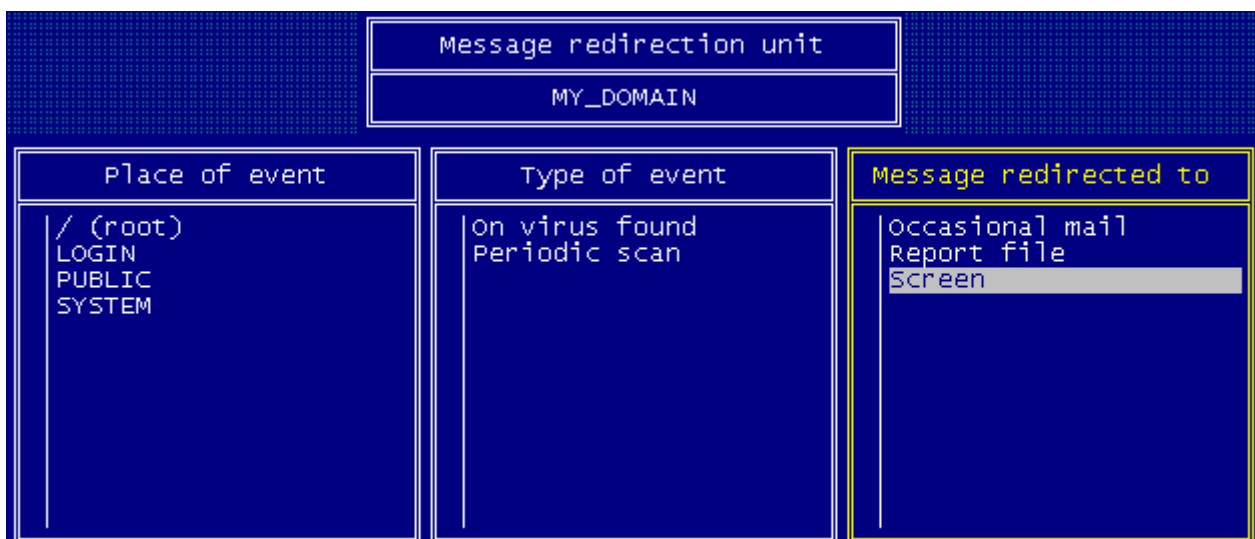 Message redirection unit
MY_DOMAIN
Place of event
/ (root)
LOGIN
PUBLIC
SYSTEM
Type of event
On virus found
Periodic scan
Message redirected to
Occasional mail
Report file
Screen